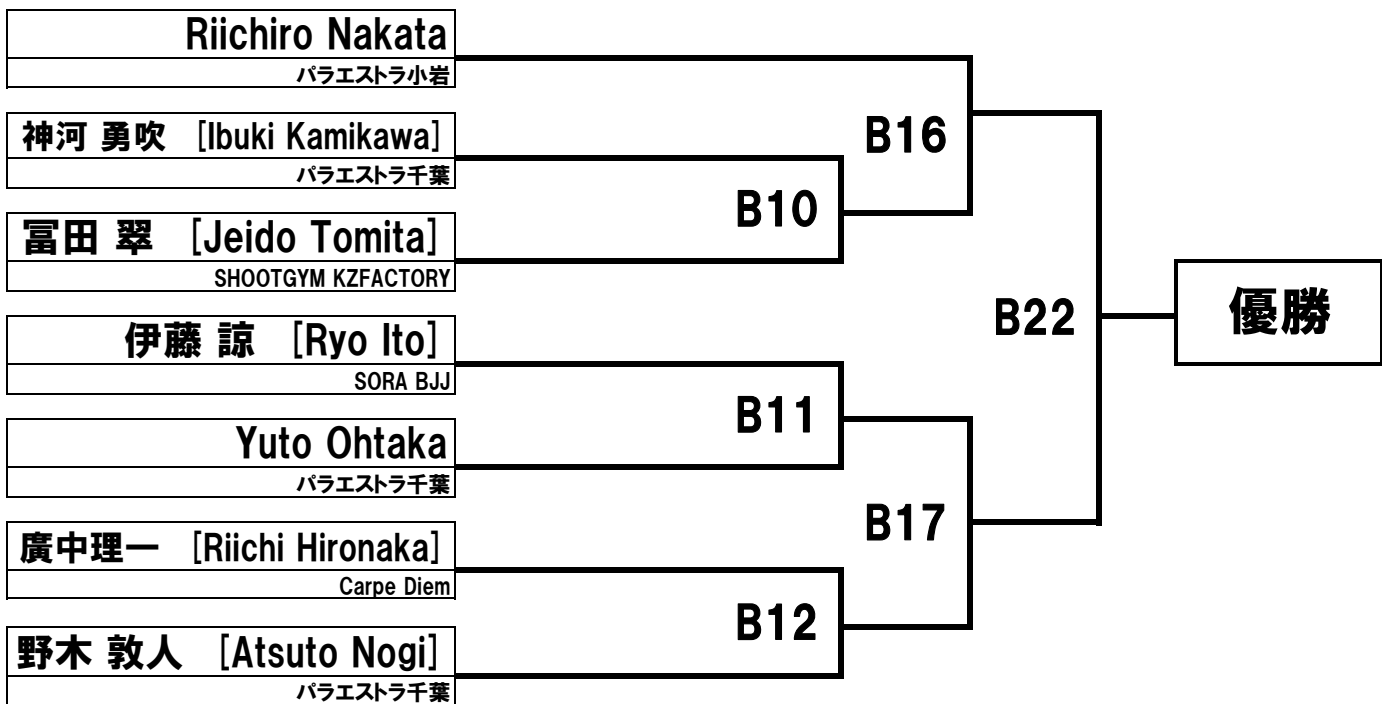 Riichiro Nakata
パラエストラ小岩
神河 勇吹 [Ibuki Kamikawa]
パラエストラ千葉
冨田 翠 [Jeido Tomita]
SHOOTGYM KZFACTORY
伊藤 諒 [Ryo Ito]
SORA BJJ
Yuto Ohtaka
パラエストラ千葉
廣中理一 [Riichi Hironaka]
Carpe Diem
野木 敦人 [Atsuto Nogi]
パラエストラ千葉
B10
B11
B12
B16
B17
B22
優勝